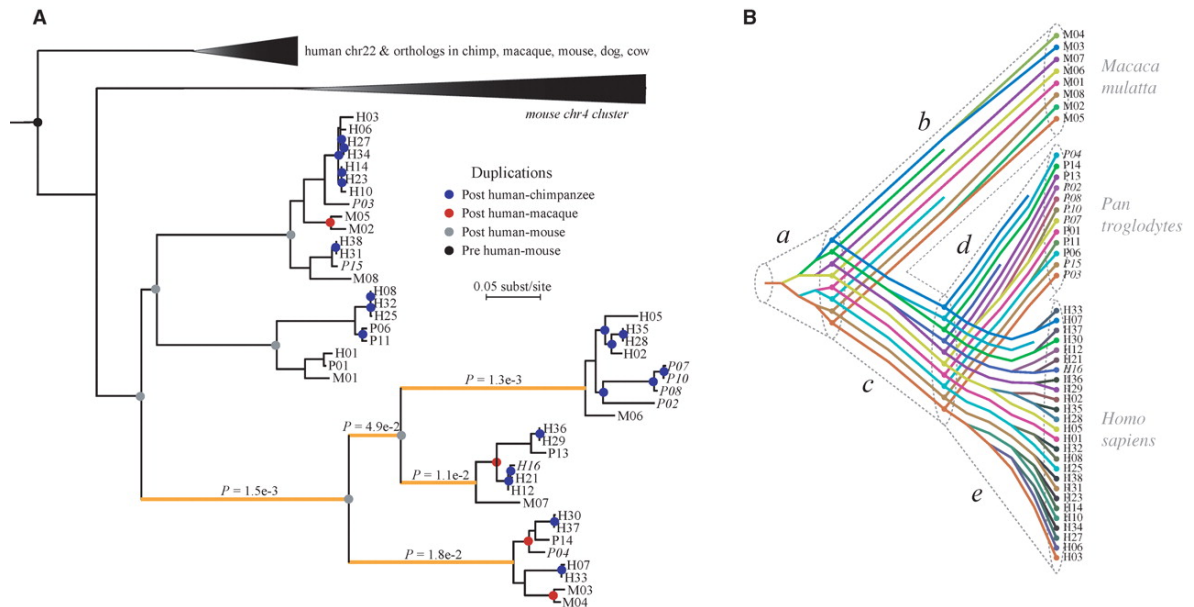 A
human chr22 & orthologs in chimp, macaque, mouse, dog, cow
mouse chr4 cluster
H03
H06
H27
H34
H14
H23
H10
P03
M05
M02
H38
H31
P15
M08
H08
H32
H25
P06
P11
H01
P01
M01
Duplications
Post human-chimpanzee
Post human-macaque
Post human-mouse
Pre human-mouse
0.05 subst/site
H05
H35
H28
H02
P07
P10
P08
P02
M06
P = 1.3e-3
P = 4.9e-2
H36
H29
P13
H16
H21
H12
M07
P = 1.1e-2
P = 1.5e-3
H30
H37
P14
P04
H07
H33
M03
M04
P = 1.8e-2
B
a
b
c
d
e
M04
M03
M07
M06
M01
M08
M02
M05
Macaca
mulatta
P04
P14
P13
P02
P08
P10
P07
P01
P11
P06
P15
P03
Pan
troglodytes
H33
H07
H37
H30
H12
H21
H16
H36
H29
H02
H35
H28
H05
H01
H32
H08
H25
H38
H31
H23
H14
H10
H34
H27
H06
H03
Homo
sapiens